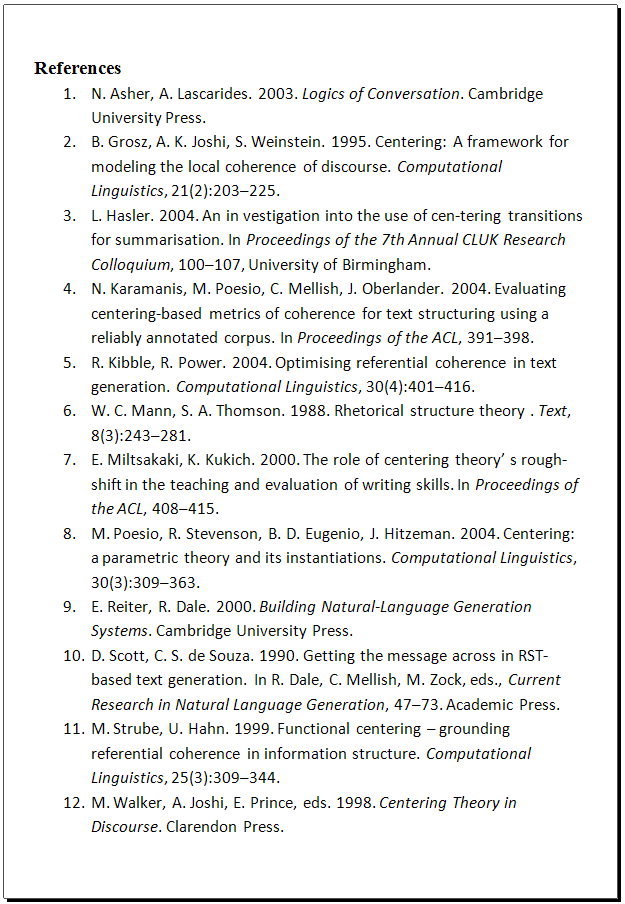 References
1. N. Asher, A. Lascarides. 2003. Logics of Conversation. Cambridge
University Press.
2. B. Grosz, A. K. Joshi, S. Weinstein. 1995. Centering: A framework for
modeling the local coherence of discourse. Computational
Linguistics, 21(2):203–225.
3. L. Hasler. 2004. An in vestigation into the use of cen-tering transitions
for summarisation. In Proceedings of the 7th Annual CLUK Research
Colloquium, 100–107, University of Birmingham.
4. N. Karamanis, M. Poesio, C. Mellish, J. Oberlander. 2004. Evaluating
centering-based metrics of coherence for text structuring using a
reliably annotated corpus. In Proceedings of the ACL, 391–398.
5. R. Kibble, R. Power. 2004. Optimising referential coherence in text
generation. Computational Linguistics, 30(4):401–416.
6. W. C. Mann, S. A. Thomson. 1988. Rhetorical structure theory . Text,
8(3):243–281.
7. E. Miltsakaki, K. Kukich. 2000. The role of centering theory’ s rough-
shift in the teaching and evaluation of writing skills. In Proceedings of
the ACL, 408–415.
8. M. Poesio, R. Stevenson, B. D. Eugenio, J. Hitzeman. 2004. Centering:
a parametric theory and its instantiations. Computational Linguistics,
30(3):309–363.
9. E. Reiter, R. Dale. 2000. Building Natural-Language Generation
Systems. Cambridge University Press.
10. D. Scott, C. S. de Souza. 1990. Getting the message across in RST-
based text generation. In R. Dale, C. Mellish, M. Zock, eds., Current
Research in Natural Language Generation, 47–73. Academic Press.
11. M. Strube, U. Hahn. 1999. Functional centering – grounding
referential coherence in information structure. Computational
Linguistics, 25(3):309–344.
12. M. Walker, A. Joshi, E. Prince, eds. 1998. Centering Theory in
Discourse. Clarendon Press.